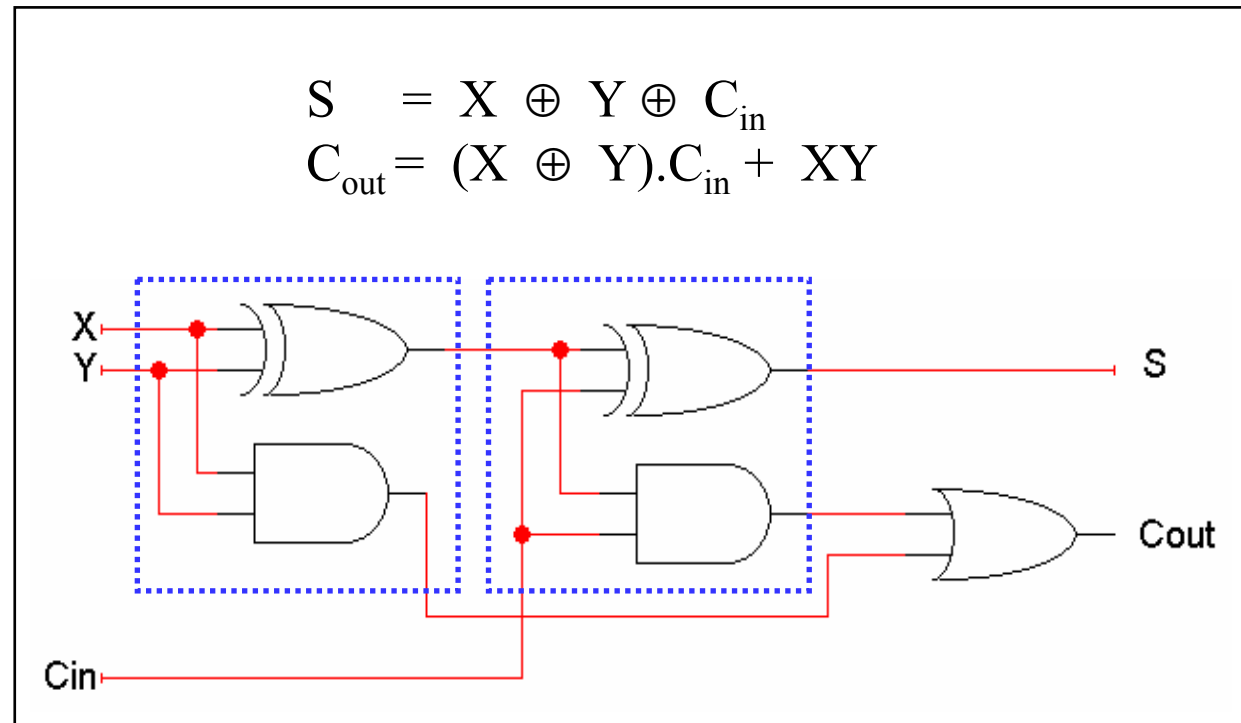 S = X ⊕ Y ⊕ Cin
Cout = (X ⊕ Y).Cin + XY
X
Y
S
Cout
Cin